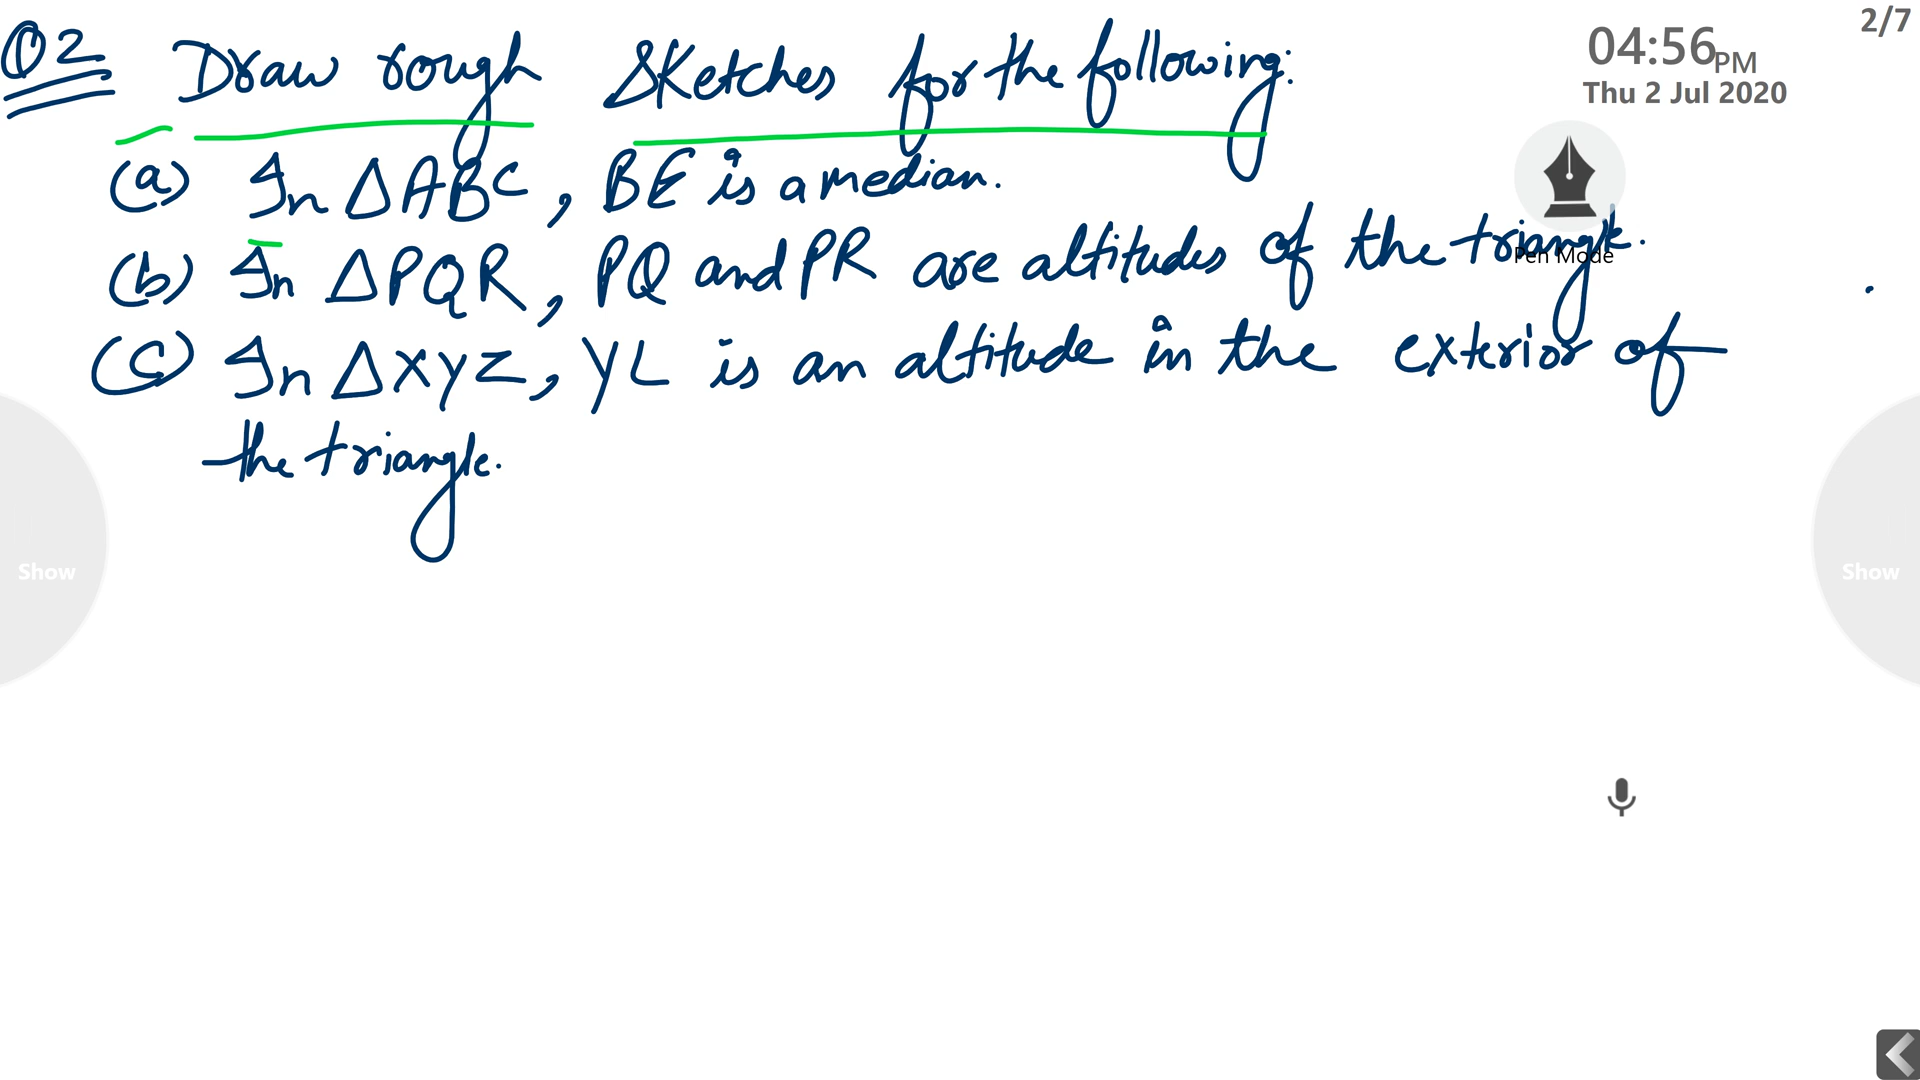 2/7
04:56PM
Thu 2 Jul 2020
Q2 Draw rough Sketches for the following:
(a) In ΔABC, BE is a median.
(b) In ΔPQR, PQ and PR are altitudes of the triangle.
Pen Mode
(C) In ΔXYZ, YL is an altitude in the exterior of
the triangle.
Show
Show